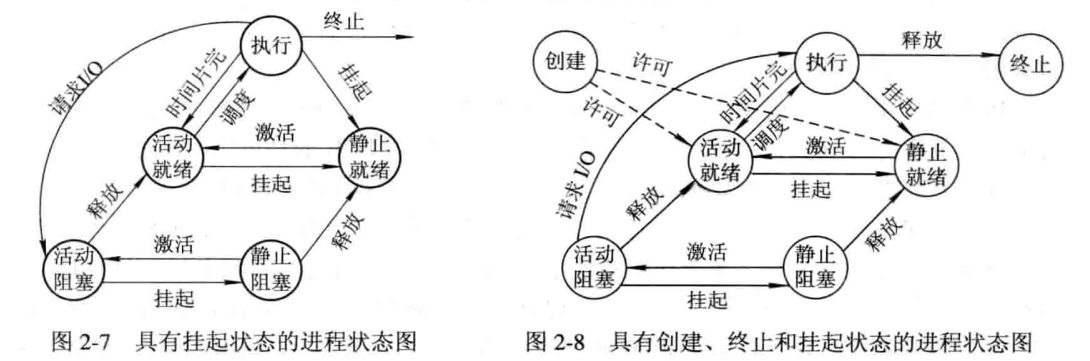 终止
执行
请求I/O
时间片完
调度
挂起
活动
就绪
激活
挂起
静止
就绪
释放
释放
活动
阻塞
激活
挂起
静止
阻塞
图 2-7 具有挂起状态的进程状态图
创建
许可
许可
执行
释放
终止
请求 I/O
时间片完
调度
挂起
活动
就绪
激活
挂起
静止
就绪
释放
释放
活动
阻塞
激活
挂起
静止
阻塞
图 2-8 具有创建、终止和挂起状态的进程状态图